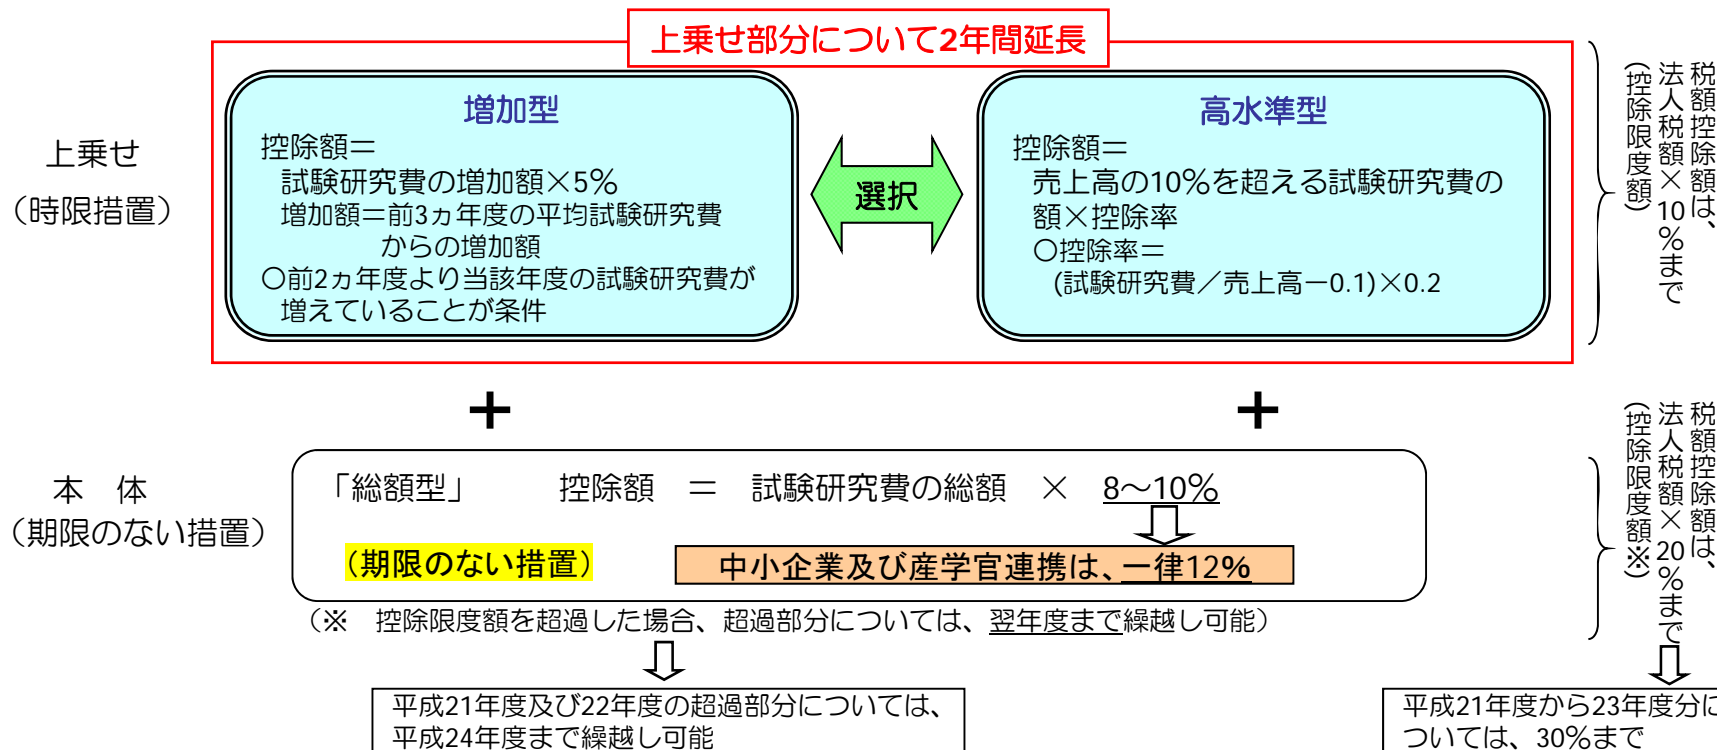 上乗せ部分について2年間延長
上乗せ
（時限措置）
増加型
控除額＝
試験研究費の増加額×5％
増加額＝前3ヵ年度の平均試験研究費
からの増加額
○前2ヵ年度より当該年度の試験研究費が
増えていることが条件
選択
高水準型
控除額＝
売上高の10％を超える試験研究費の
額×控除率
○控除率＝
(試験研究費／売上高－0.1)×0.2
税額控除額は、
法人税額×10％まで
（控除限度額）
＋
＋
本　体
（期限のない措置）
「総額型」　控除額　＝　試験研究費の総額　×　8～10％
（期限のない措置）
中小企業及び産学官連携は、一律12％
（※　控除限度額を超過した場合、超過部分については、翌年度まで繰越し可能）
税額控除額は、
法人税額×20％まで
（控除限度額※）
平成21年度及び22年度の超過部分については、
平成24年度まで繰越し可能
平成21年度から23年度分に
ついては、30％まで